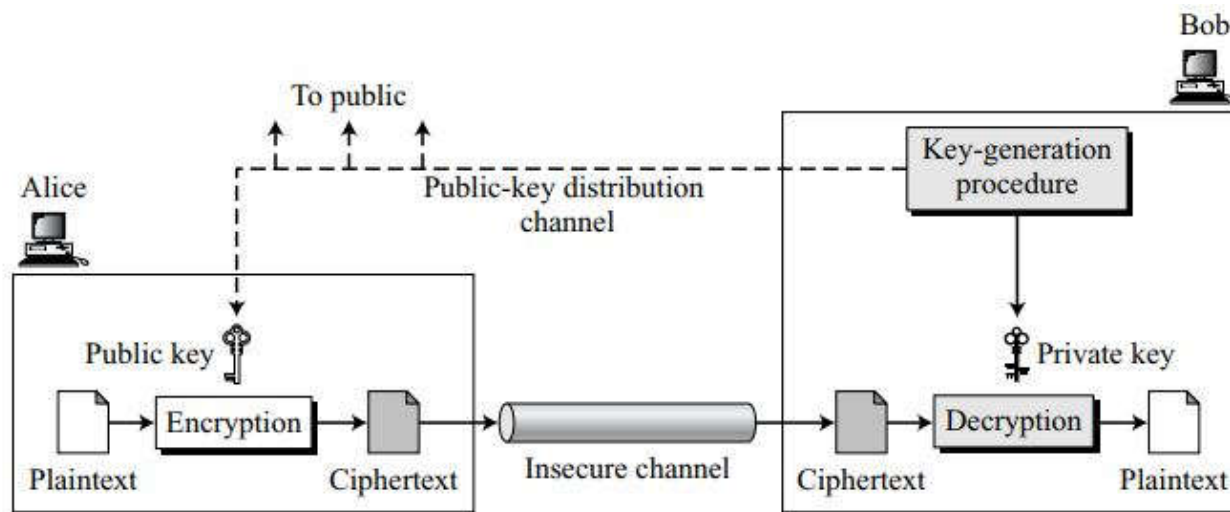 Bob
To public
Key-generation
procedure
Alice
Public-key distribution
channel
Public key
Private key
Encryption
Decryption
Plaintext
Ciphertext
Insecure channel
Ciphertext
Plaintext